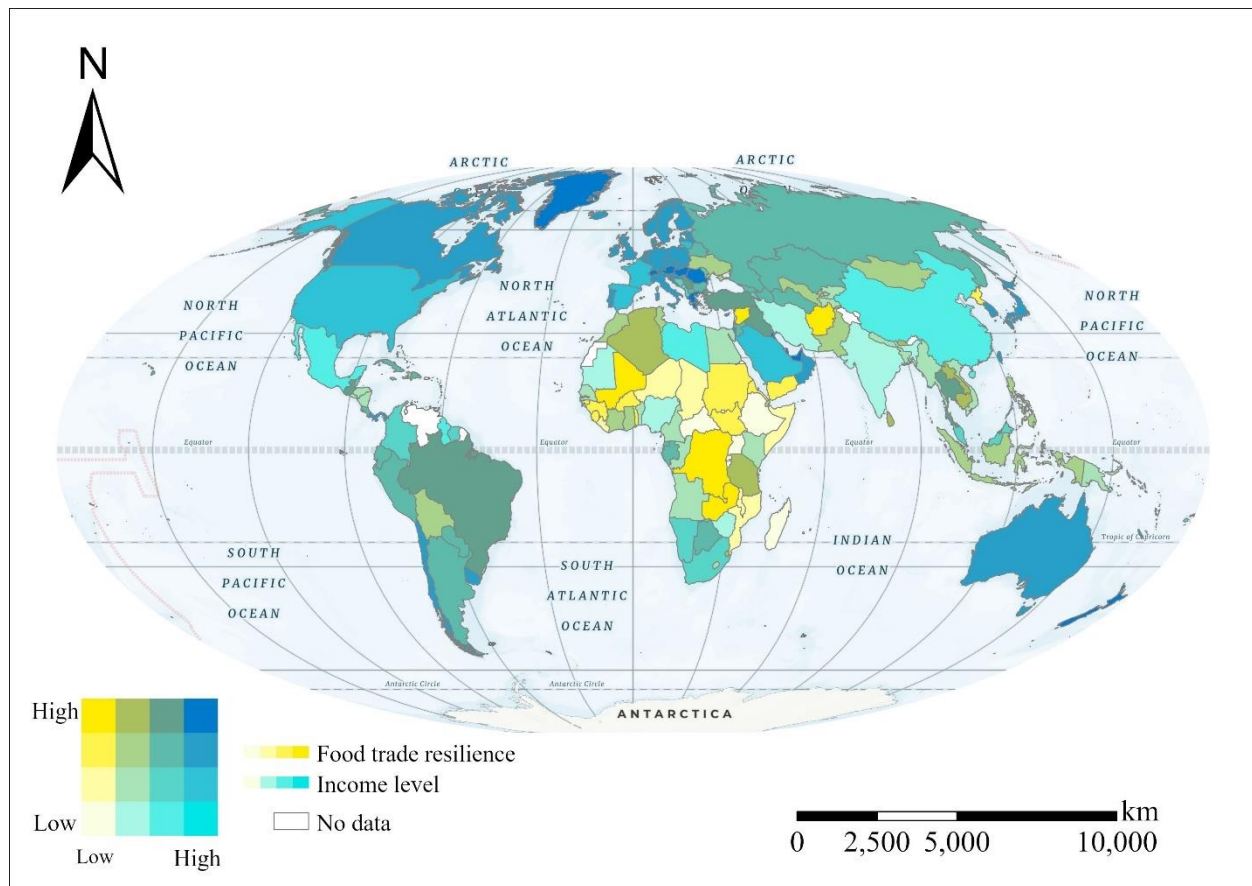 N
ARCTIC
ARCTIC
NORTH
PACIFIC
OCEAN
NORTH
ATLANTIC
OCEAN
NORTH
PACIFIC
OCEAN
Equator
Equator
Equator
Equator
SOUTH
PACIFIC
OCEAN
SOUTH
ATLANTIC
OCEAN
INDIAN
OCEAN
Tropic of Capricorn
Antarctic Circle
Antarctic Circle
ANTARCTICA
High
Low
Low High
Food trade resilience
Income level
No data
km
0 2,500 5,000 10,000